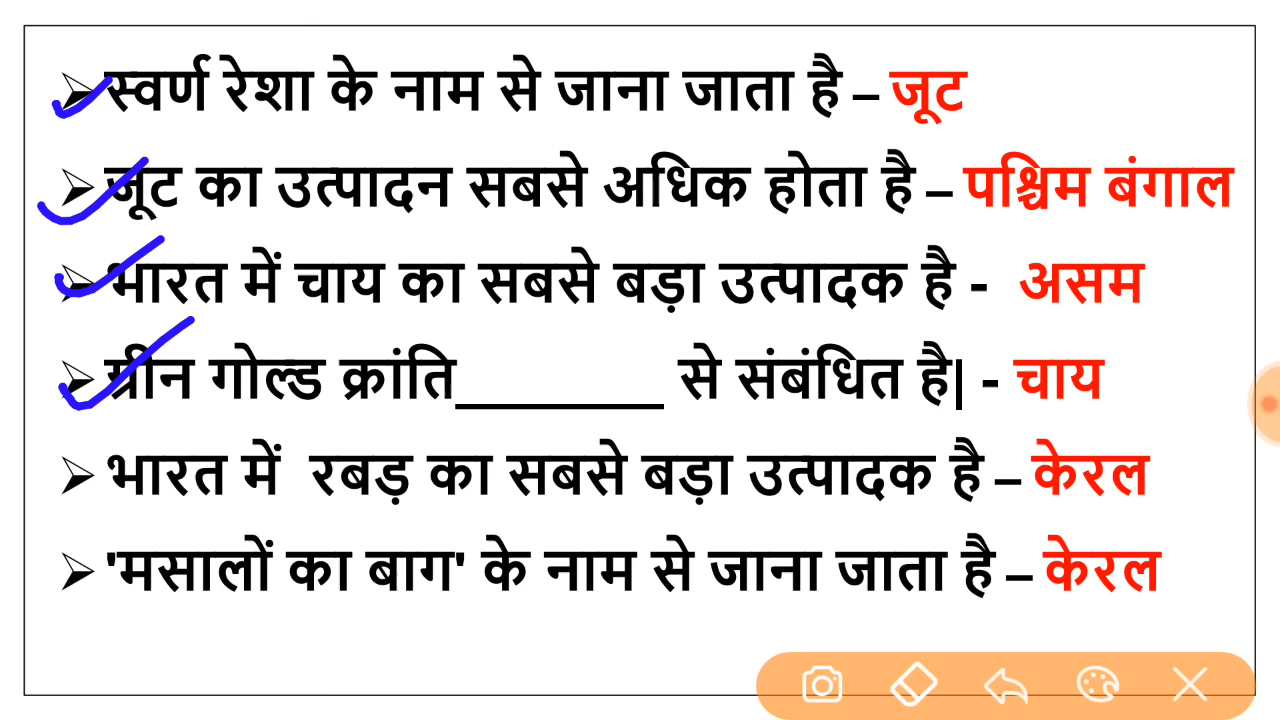 स्वर्ण रेशा के नाम से जाना जाता है – जूट
जूट का उत्पादन सबसे अधिक होता है – पश्चिम बंगाल
भारत में चाय का सबसे बड़ा उत्पादक है - असम
ग्रीन गोल्ड क्रांति________ से संबंधित है| - चाय
भारत में रबड़ का सबसे बड़ा उत्पादक है – केरल
'मसालों का बाग' के नाम से जाना जाता है – केरल